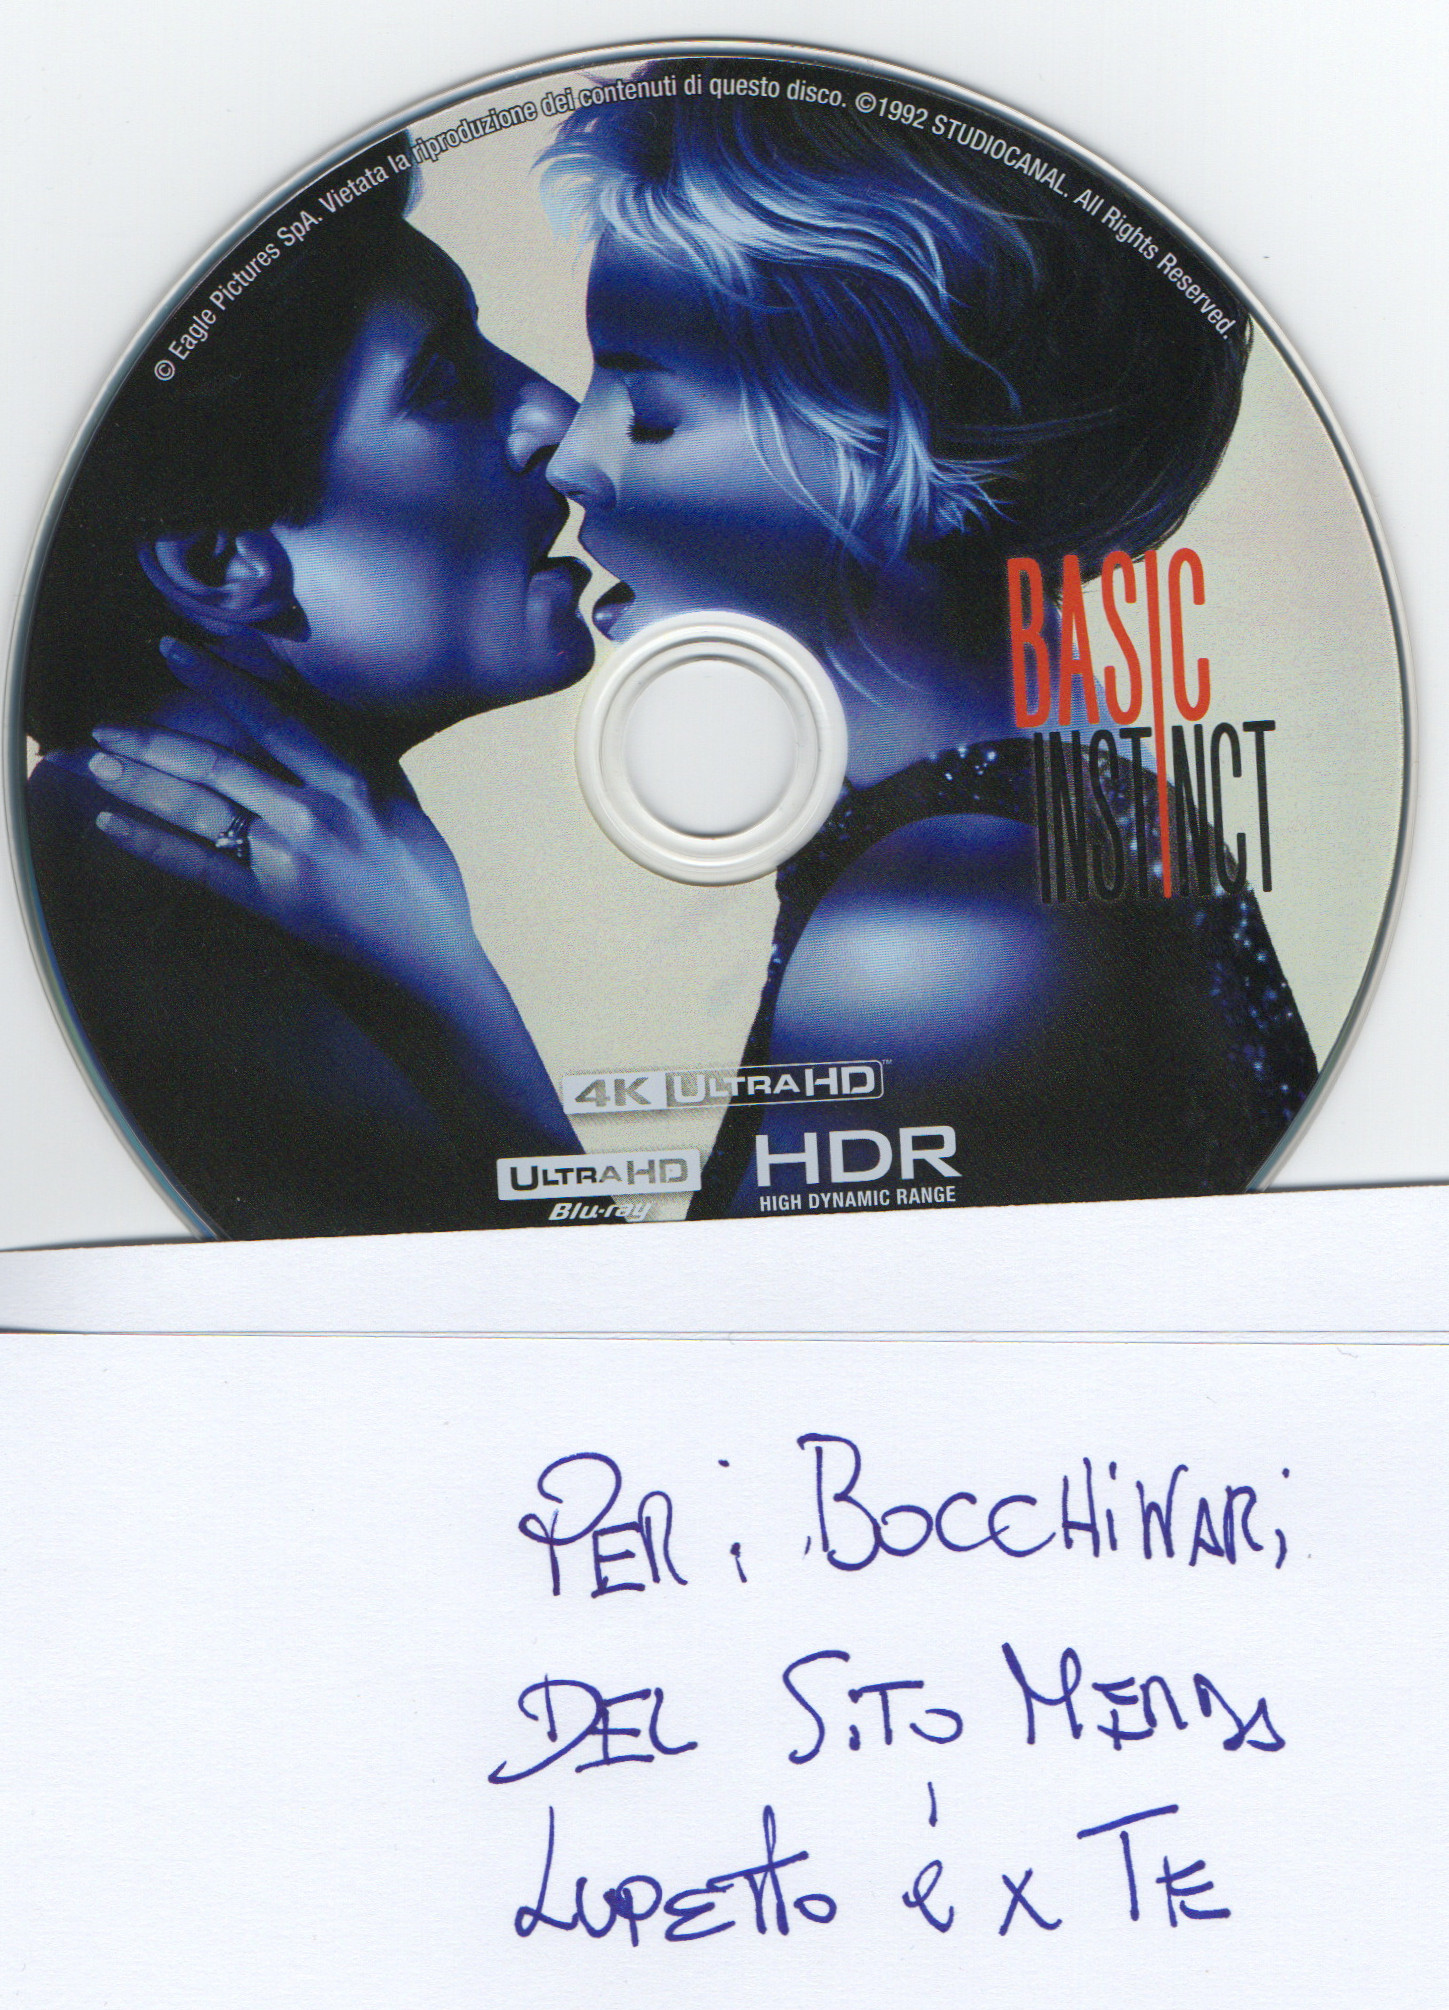 © Eagle Pictures SpA. Vietata la riproduzione dei contenuti di questo disco. ©1992 STUDIOCANAL. All Rights Reserved.
BASIC
INSTINCT
4K ULTRA HD™
ULTRA HD
Blu-ray
HDR
HIGH DYNAMIC RANGE
PER i BOCCHiNARi
DEL SiTO MERDA
LUPETTO è x TE